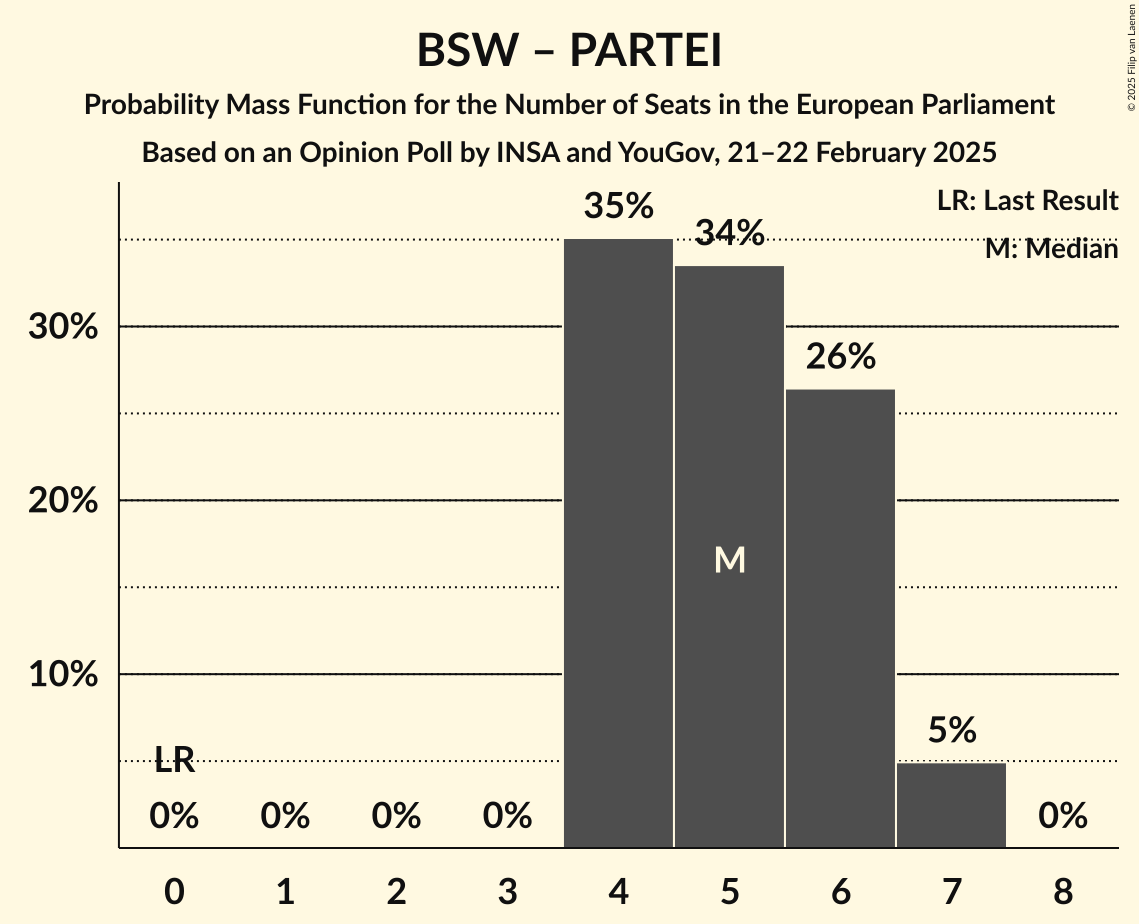 BSW – PARTEI
Probability Mass Function for the Number of Seats in the European Parliament
Based on an Opinion Poll by INSA and YouGov, 21–22 February 2025
© 2025 Filip van Laenen
LR: Last Result
M: Median
35%
34%
30%
26%
20%
M
10%
5%
LR
0%
0%
0%
0%
0%
0
1
2
3
4
5
6
7
8